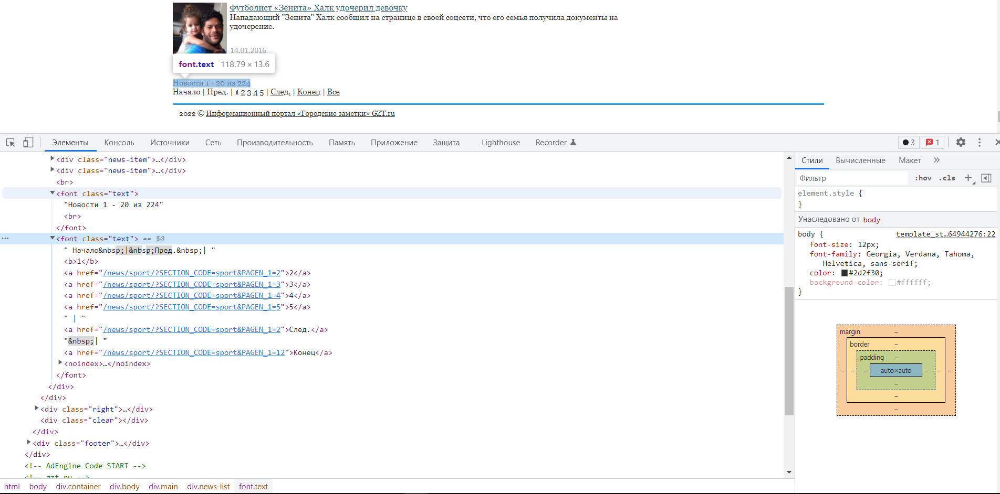 Футболист «Зенита» Халк удочерил девочку
Нападающий "Зенита" Халк сообщил на странице в своей соцсети, что его семья получила документы на
удочерение.
14.01.2016
font.text 118.79 × 13.6
Новости 1 - 20 из 224
Начало | Пред. | 1 2 3 4 5 | След. | Конец | Все
2022 © Информационный портал «Городские заметки» GZT.ru
Элементы Консоль Источники Сеть Производительность Память Приложение Защита Lighthouse Recorder 3 1
<div class="news-item">…</div>
<div class="news-item">…</div>
<br>
<font class="text">
"Новости 1 - 20 из 224"
<br>
</font>
<font class="text"> == $0
" Начало&nbsp;|&nbsp;Пред.&nbsp;| "
<b>1</b>
<a href="/news/sport/?SECTION_CODE=sport&PAGEN_1=2">2</a>
<a href="/news/sport/?SECTION_CODE=sport&PAGEN_1=3">3</a>
<a href="/news/sport/?SECTION_CODE=sport&PAGEN_1=4">4</a>
<a href="/news/sport/?SECTION_CODE=sport&PAGEN_1=5">5</a>
" | "
<a href="/news/sport/?SECTION_CODE=sport&PAGEN_1=2">След.</a>
"&nbsp;| "
<a href="/news/sport/?SECTION_CODE=sport&PAGEN_1=12">Конец</a>
<noindex>…</noindex>
</font>
</div>
</div>
<div class="right">…</div>
<div class="clear"></div>
</div>
<div class="footer">…</div>
</div>
<!-- AdEngine Code START -->
<!-- gzt.ru -->
html body div.container div.body div.main div.news-list font.text
Стили Вычисленные Макет »
Фильтр :hov .cls +
element.style {
}
Унаследовано от body
body { template_st…64944276:22
font-size: 12px;
font-family: Georgia, Verdana, Tahoma,
Helvetica, sans-serif;
color: #2d2f30;
background-color: #ffffff;
}
margin –
border –
padding –
– – – auto×auto – – –
–
–
–